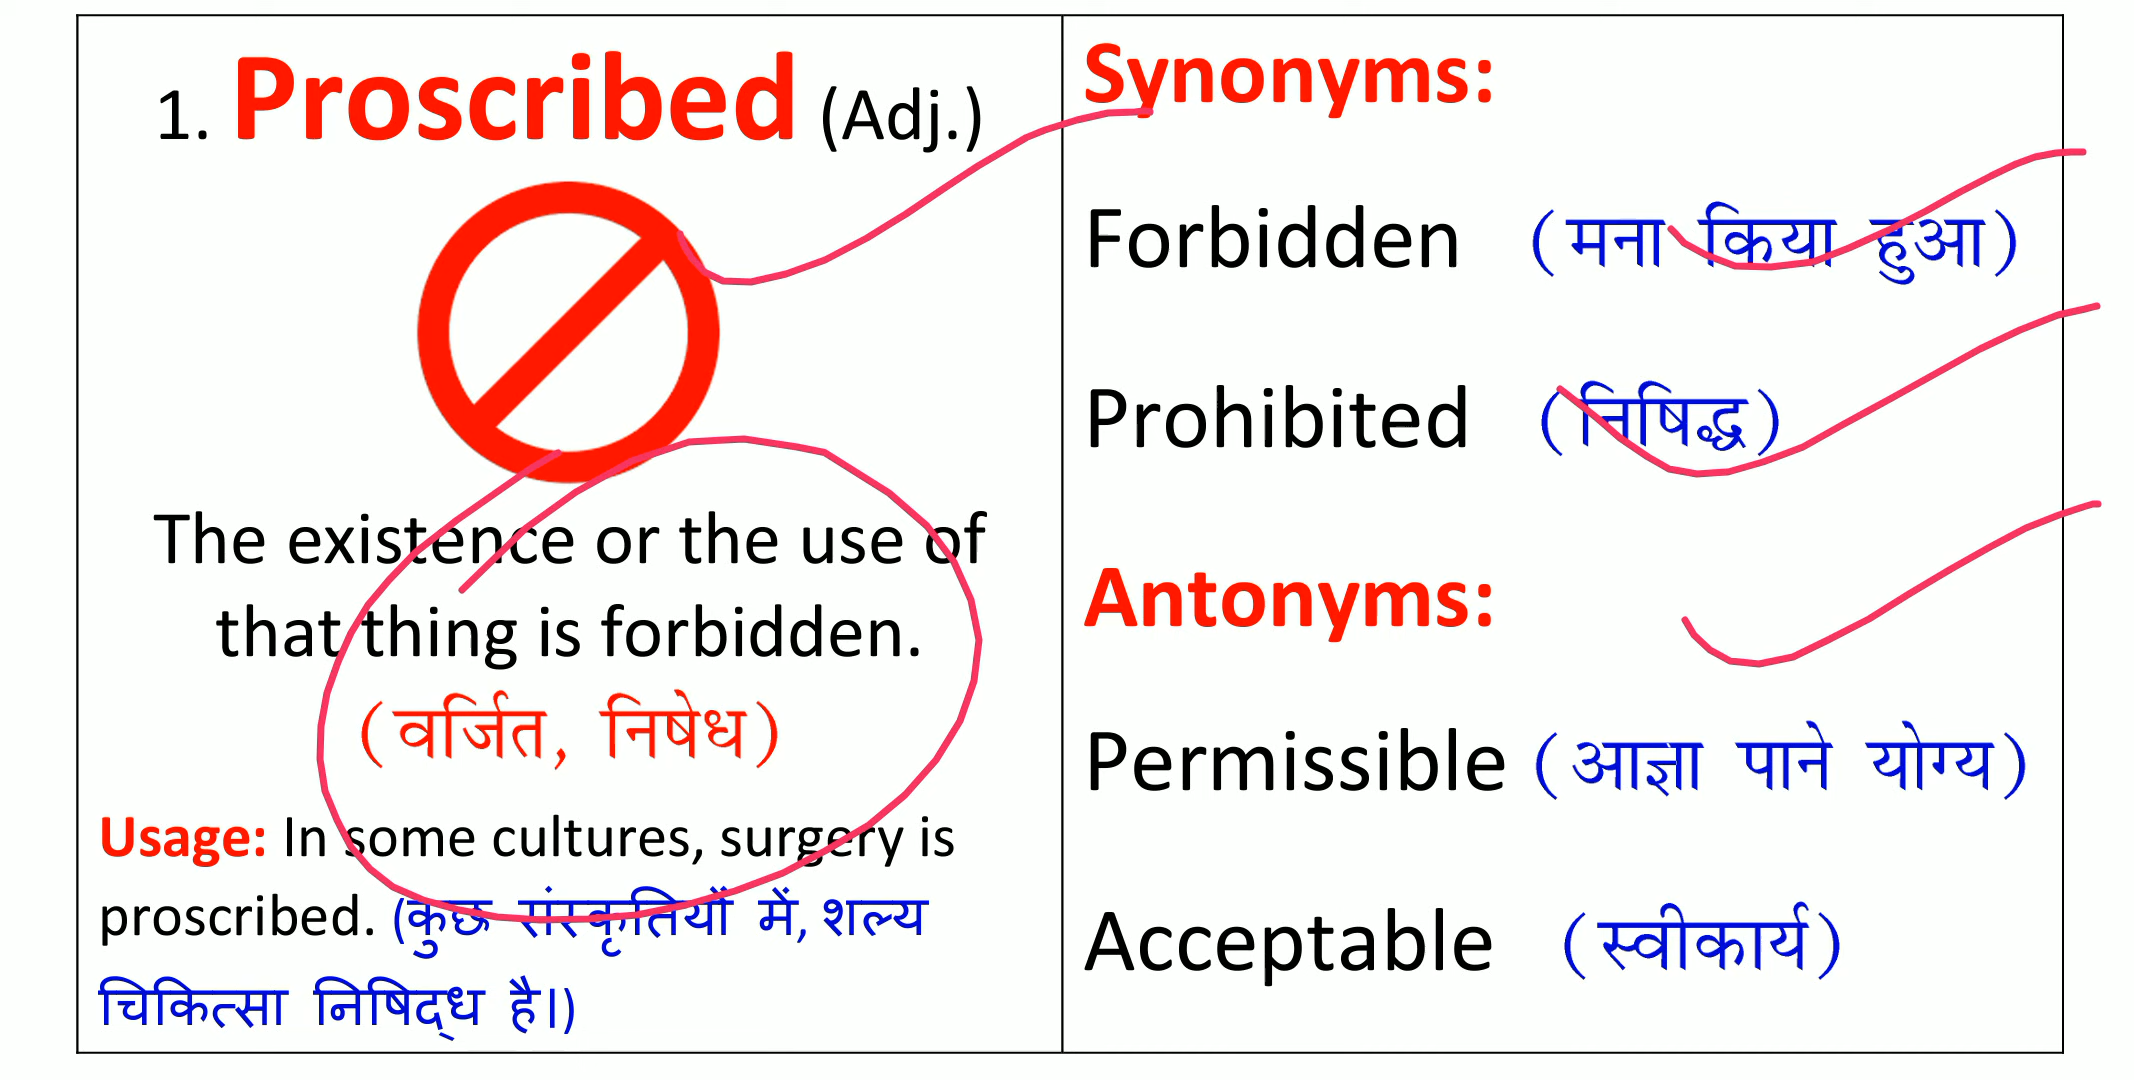 1. Proscribed (Adj.)
The existence or the use of
that thing is forbidden.
(वर्जित, निषेध)
Usage: In some cultures, surgery is
proscribed. (कुछ संस्कृतियों में, शल्य
चिकित्सा निषिद्ध है।)
Synonyms:
Forbidden (मना किया हुआ)
Prohibited (निषिद्ध)
Antonyms:
Permissible (आज्ञा पाने योग्य)
Acceptable (स्वीकार्य)